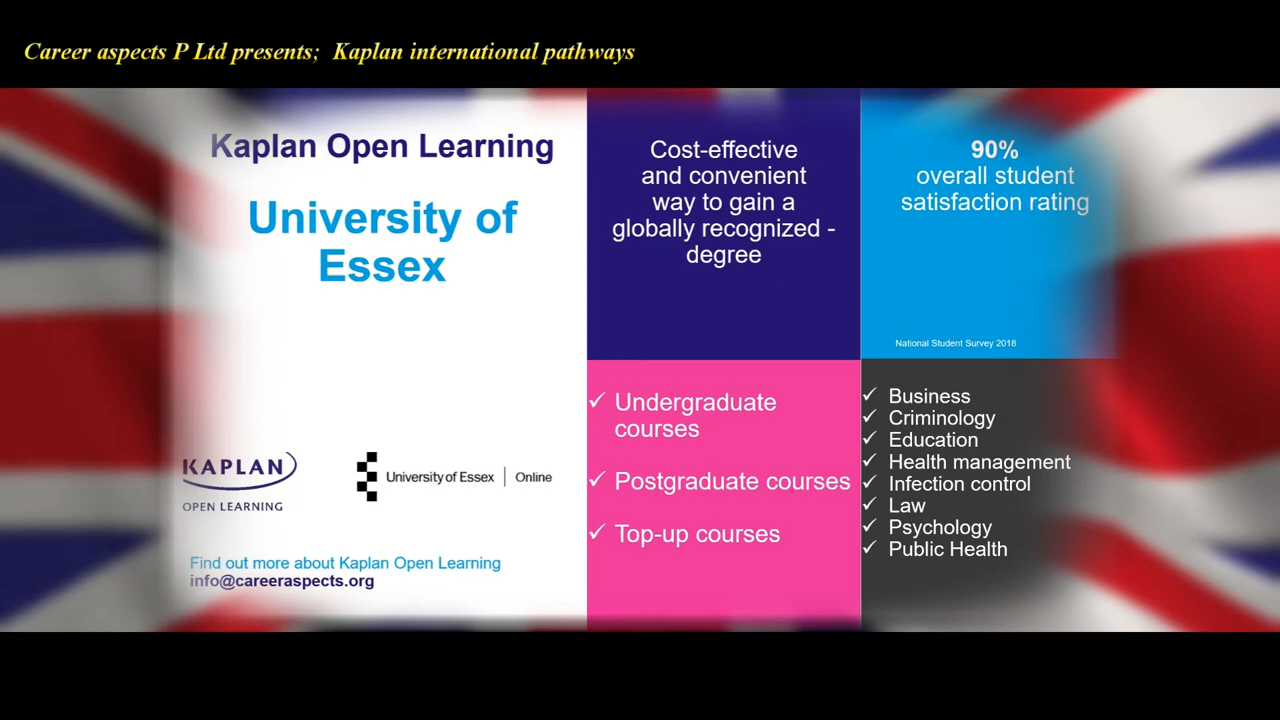 Career aspects P Ltd presents;  Kaplan international pathways
Kaplan Open Learning
University of
Essex
KAPLAN
OPEN LEARNING
University of Essex | Online
Find out more about Kaplan Open Learning
info@careeraspects.org
Cost-effective
and convenient
way to gain a
globally recognized -
degree
90%
overall student
satisfaction rating
National Student Survey 2018
✓ Undergraduate
courses
✓ Postgraduate courses
✓ Top-up courses
✓ Business
✓ Criminology
✓ Education
✓ Health management
✓ Infection control
✓ Law
✓ Psychology
✓ Public Health